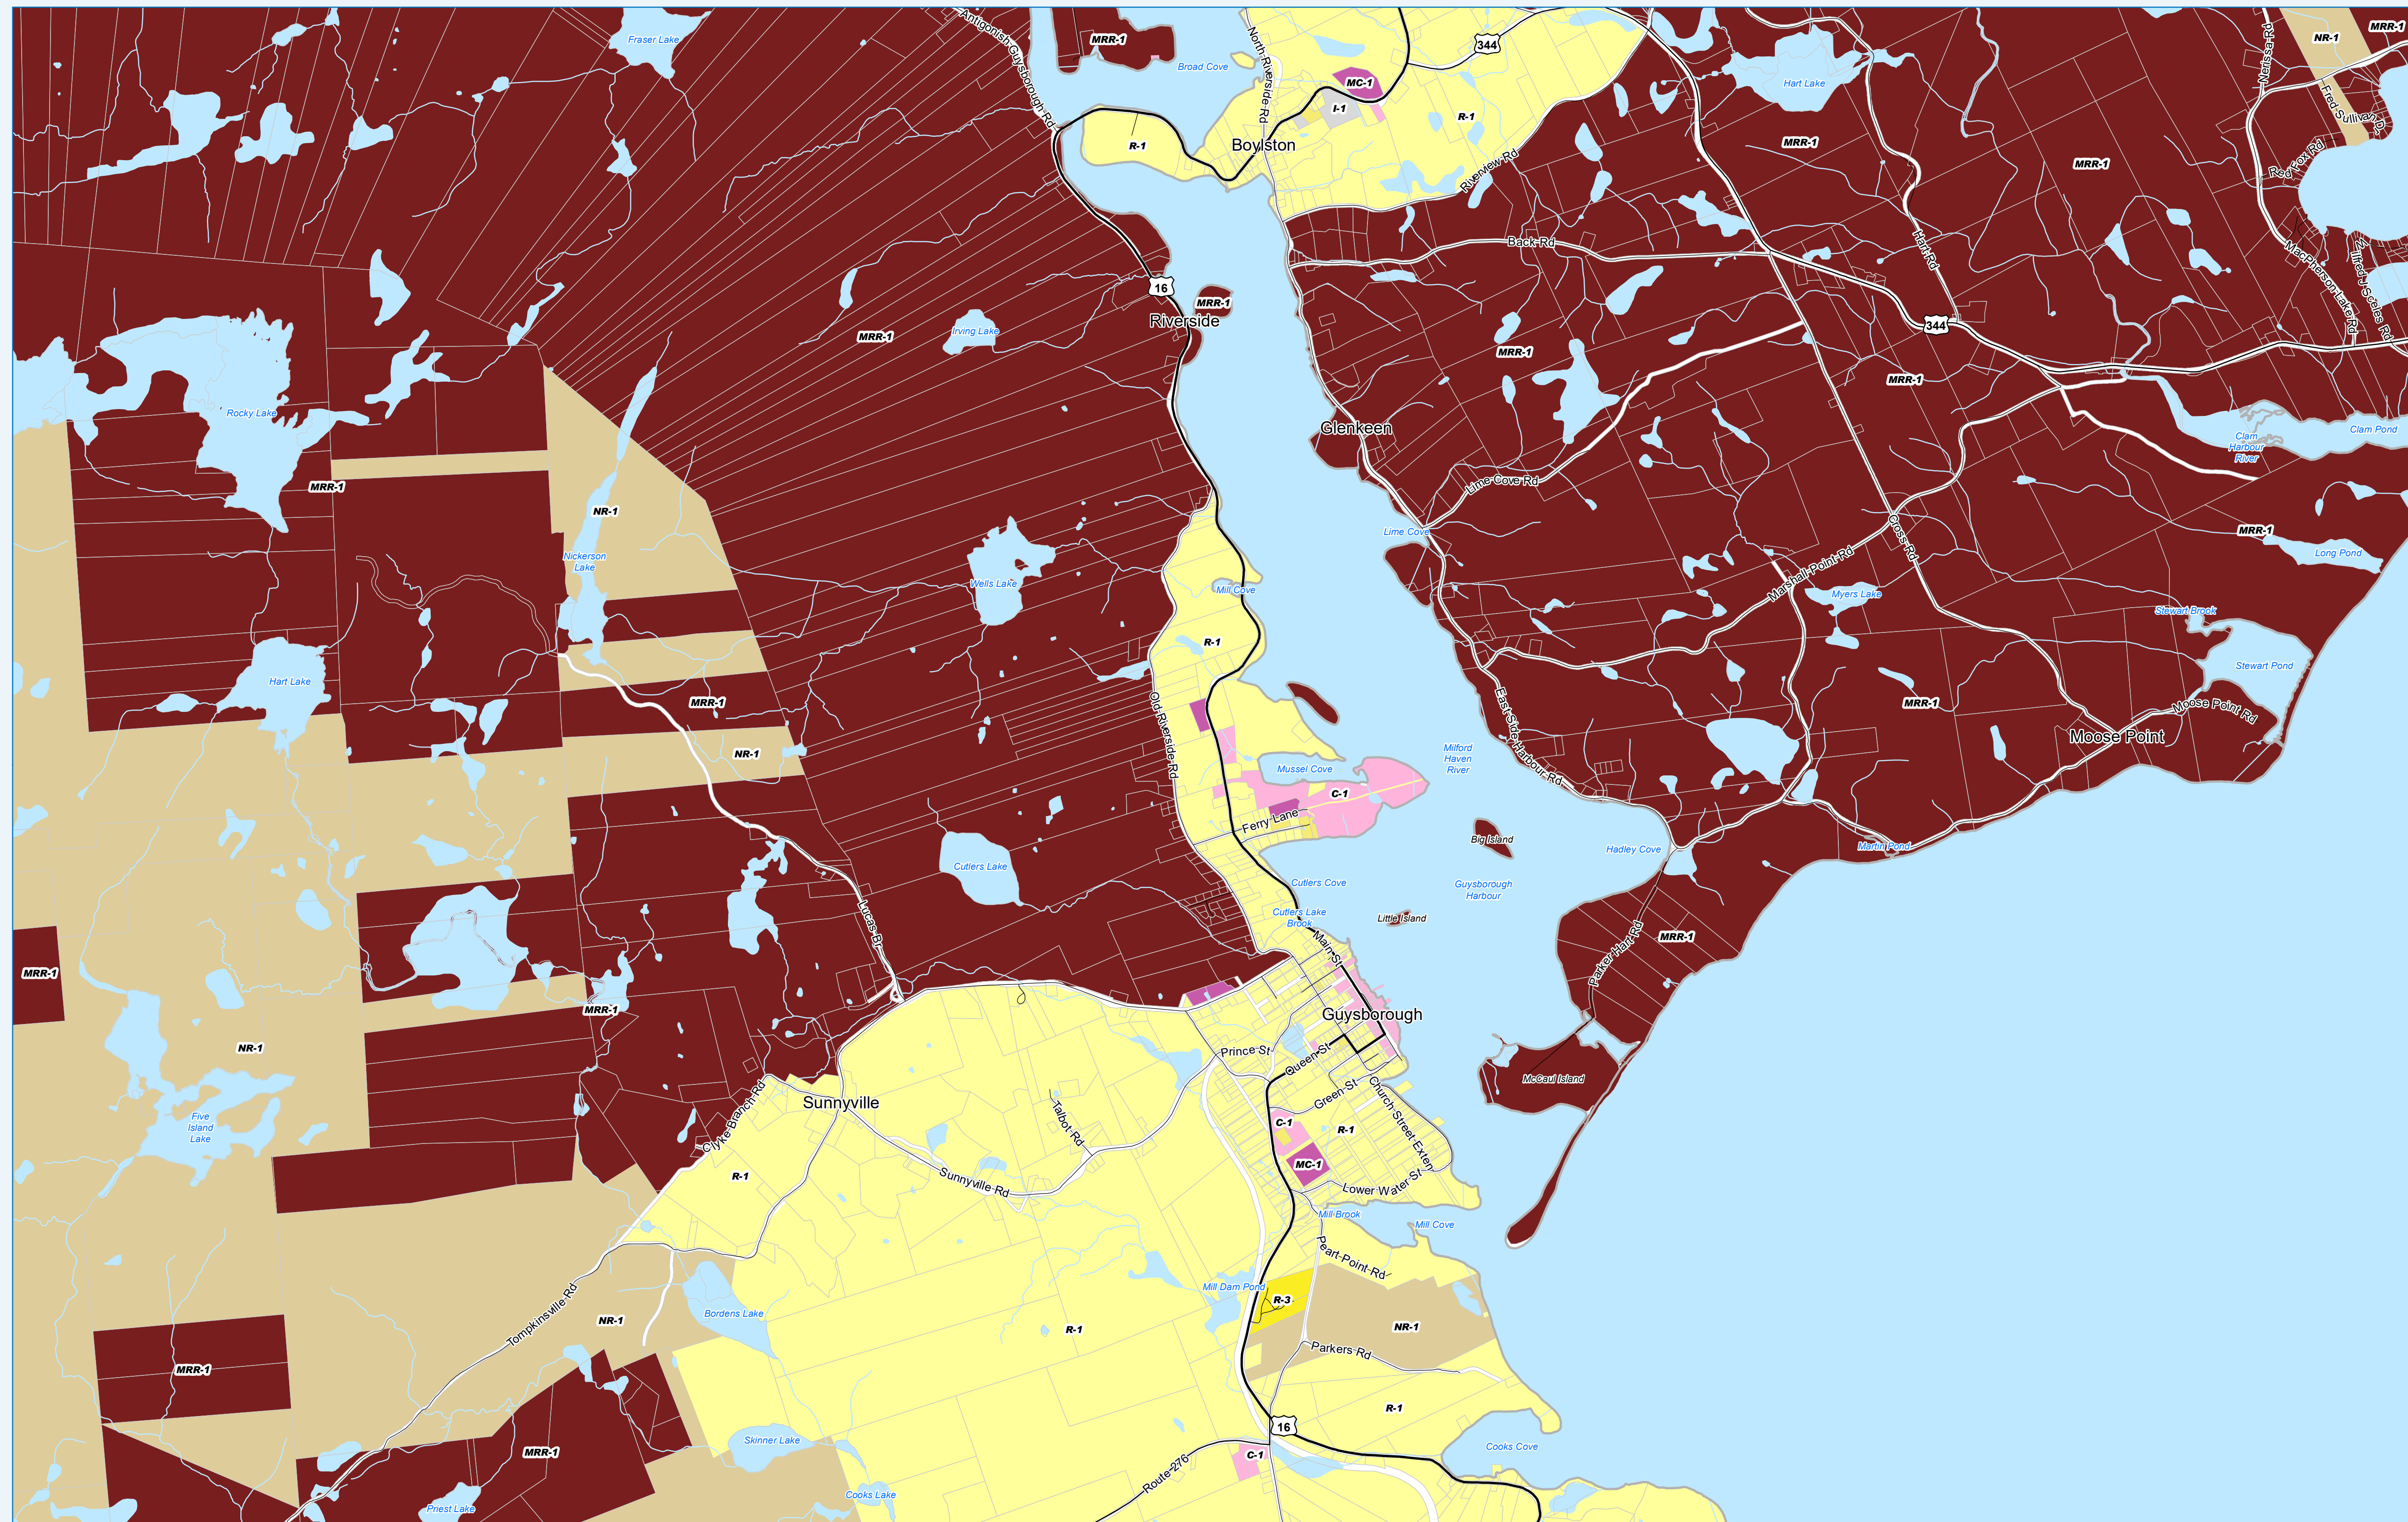 Fraser Lake
Antigonish Guysborough Rd
MRR-1
Broad Cove
North Riverside Rd
344
MC-1
I-1
R-1
Hart Lake
Nerissa Rd
NR-1
MRR-1
R-1
Boylston
Riverview Rd
MRR-1
MRR-1
Red Fox Rd
Back Rd
Hart Rd
MacPherson Lake Rd
16
MRR-1
Riverside
344
MRR-1
Irving Lake
MRR-1
MRR-1
Rocky Lake
Glenkeen
Clam
Harbour
River
Clam Pond
MRR-1
NR-1
Lime Cove Rd
Lime Cove
Cross Rd
MRR-1
Long Pond
Nickerson
Lake
Wells Lake
Mill Cove
Marshall Point Rd
Myers Lake
Stewart Brook
R-1
Stewart Pond
Hart Lake
MRR-1
Old Riverside Rd
East Side Harbour Rd
MRR-1
Moose Point Rd
Moose Point
NR-1
Milford
Haven
River
Mussel Cove
C-1
Ferry Lane
Big Island
Hadley Cove
Martin Pond
Cutlers Lake
Cutlers Cove
Guysborough
Harbour
Lucas Br
Cutlers Lake
Brook
Little Island
Main St
Parker Hart Rd
MRR-1
MRR-1
MRR-1
Guysborough
NR-1
Prince St
Queen St
McCaul Island
Green St
Church Street Exten
Sunnyville
Clyke Branch Rd
Talbot Rd
Five
Island
Lake
C-1
R-1
MC-1
R-1
Sunnyville Rd
Lower Water St
Mill Brook
Mill Cove
Peart Point Rd
Mill Dam Pond
R-3
Bordens Lake
NR-1
Tompkinsville Rd
R-1
NR-1
Parkers Rd
MRR-1
R-1
16
Skinner Lake
MRR-1
C-1
Cooks Cove
Route 276
Cooks Lake
Priest Lake